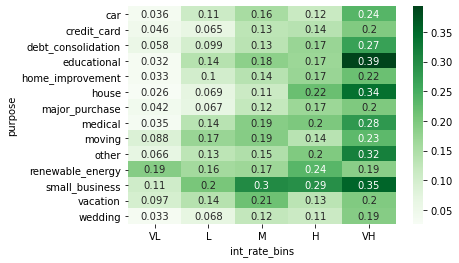 car 0.036 0.11 0.16 0.12 0.24
credit_card 0.046 0.065 0.13 0.14 0.2
debt_consolidation 0.058 0.099 0.13 0.17 0.27
educational 0.032 0.14 0.18 0.17 0.39
home_improvement 0.033 0.1 0.14 0.17 0.22
house 0.026 0.069 0.11 0.22 0.34
major_purchase 0.042 0.067 0.12 0.17 0.2
medical 0.035 0.14 0.19 0.2 0.28
moving 0.088 0.17 0.19 0.14 0.23
other 0.066 0.13 0.15 0.2 0.32
renewable_energy 0.19 0.16 0.17 0.24 0.19
small_business 0.11 0.2 0.3 0.29 0.35
vacation 0.097 0.14 0.21 0.13 0.2
wedding 0.033 0.068 0.12 0.11 0.19
VL L M H VH
int_rate_bins
purpose
0.35
0.30
0.25
0.20
0.15
0.10
0.05